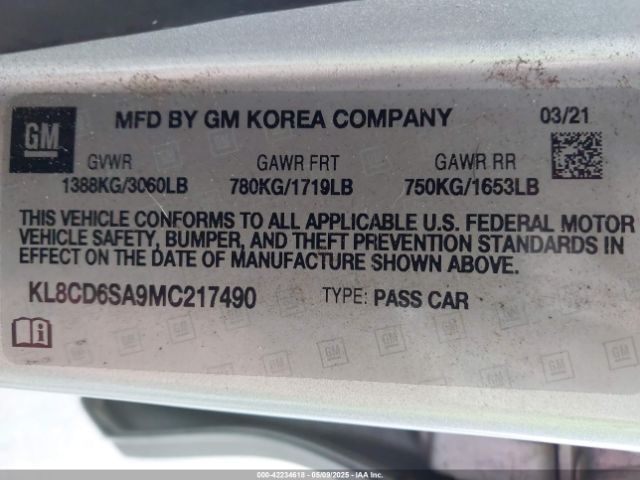 GM MFD BY GM KOREA COMPANY 03/21
GVWR GAWR FRT GAWR RR
1388KG/3060LB 780KG/1719LB 750KG/1653LB
THIS VEHICLE CONFORMS TO ALL APPLICABLE U.S. FEDERAL MOTOR
VEHICLE SAFETY, BUMPER, AND THEFT PREVENTION STANDARDS IN
EFFECT ON THE DATE OF MANUFACTURE SHOWN ABOVE.
KL8CD6SA9MC217490 TYPE: PASS CAR
000-42234618 - 05/09/2025 - IAA Inc.